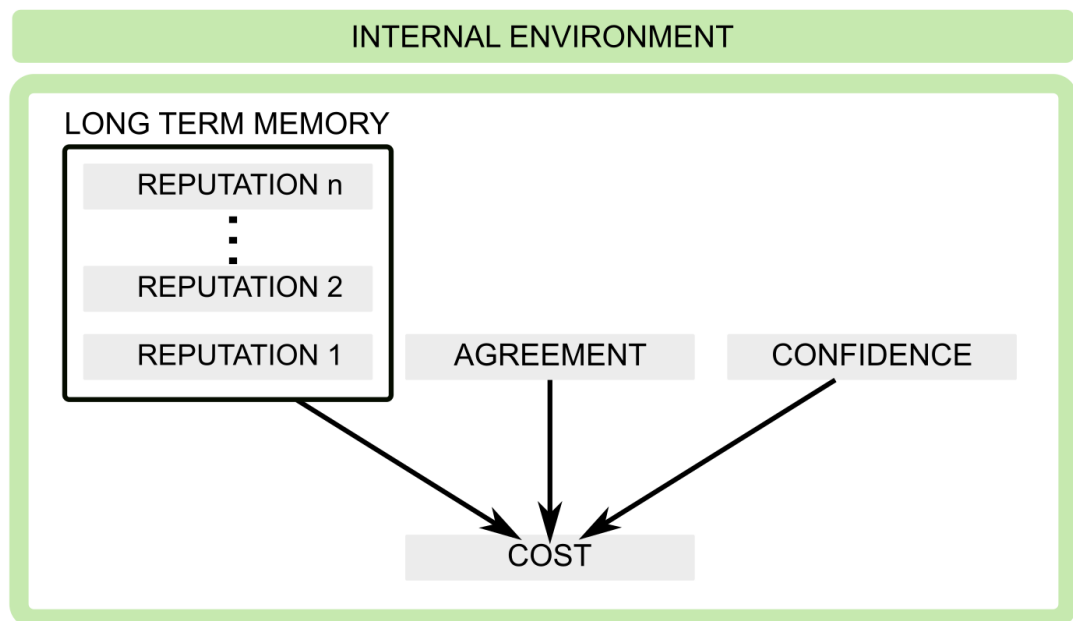 INTERNAL ENVIRONMENT
LONG TERM MEMORY
REPUTATION n
REPUTATION 2
REPUTATION 1
AGREEMENT
CONFIDENCE
COST